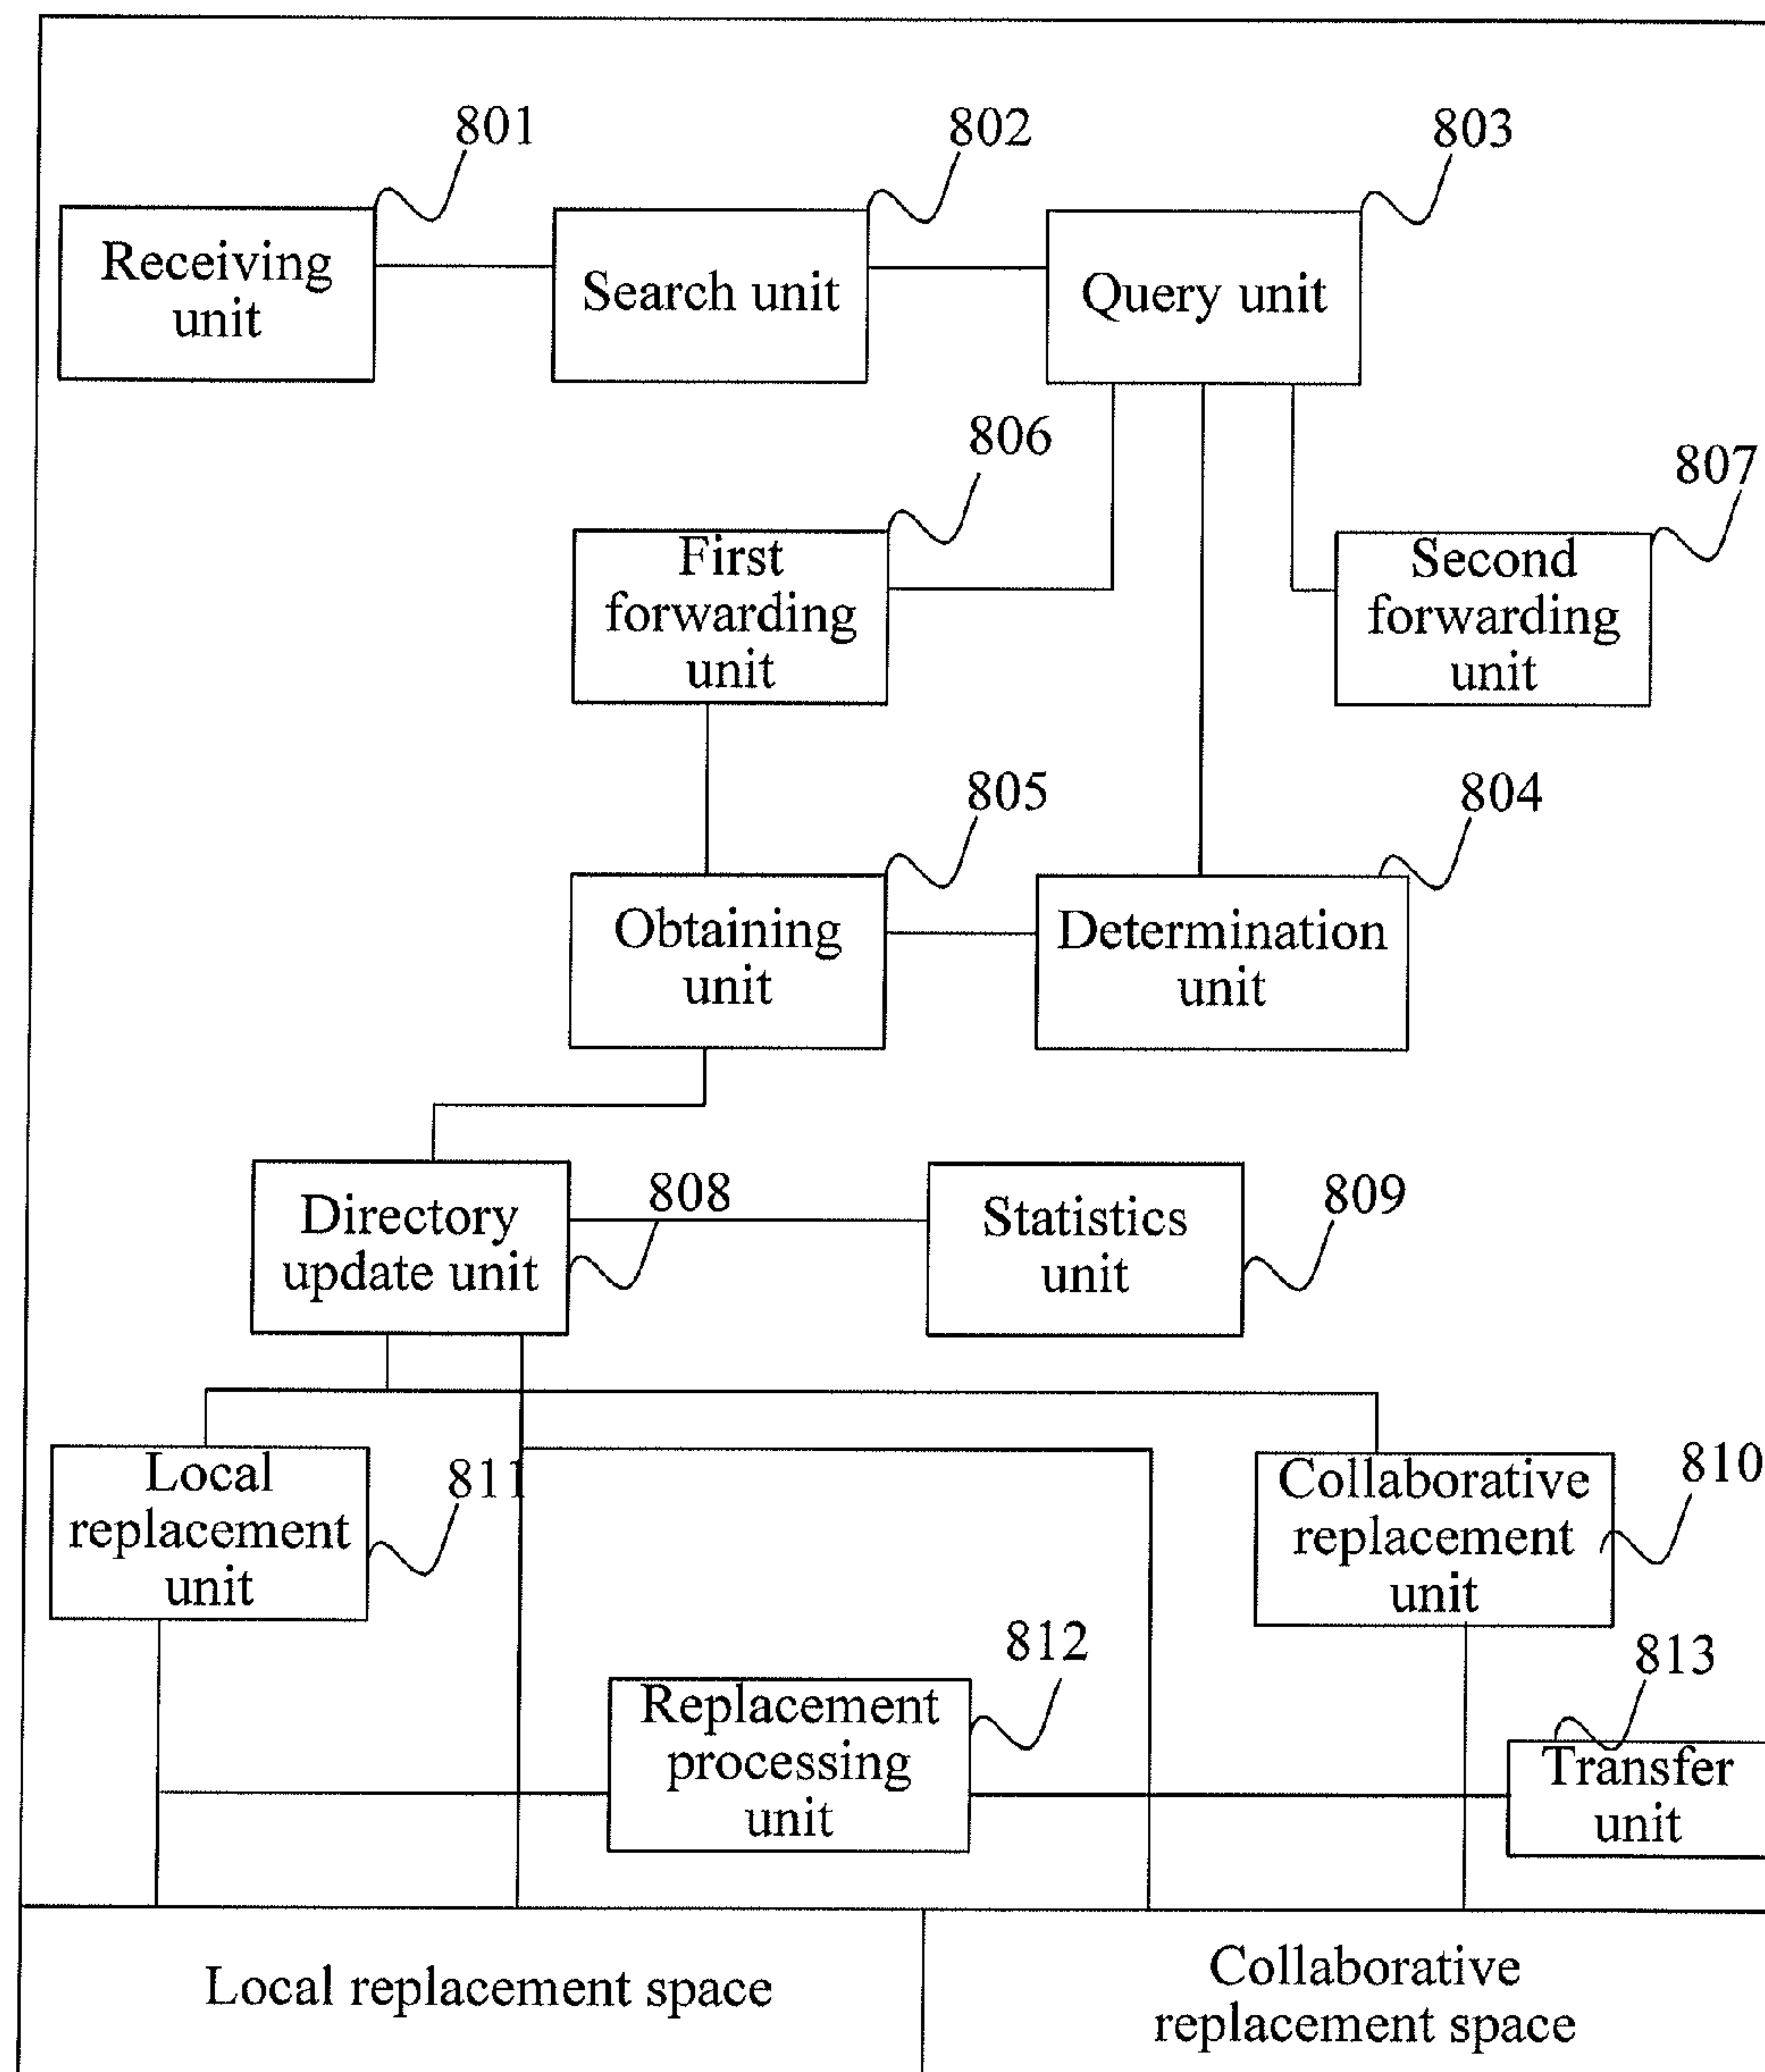 801
802
803
Receiving
unit
Search unit
Query unit
806
807
First
forwarding
unit
Second
forwarding
unit
805
804
Obtaining
unit
Determination
unit
808
809
Directory
update unit
Statistics
unit
811
810
Local
replacement
unit
Collaborative
replacement
unit
812
813
Replacement
processing
unit
Transfer
unit
Local replacement space
Collaborative
replacement space